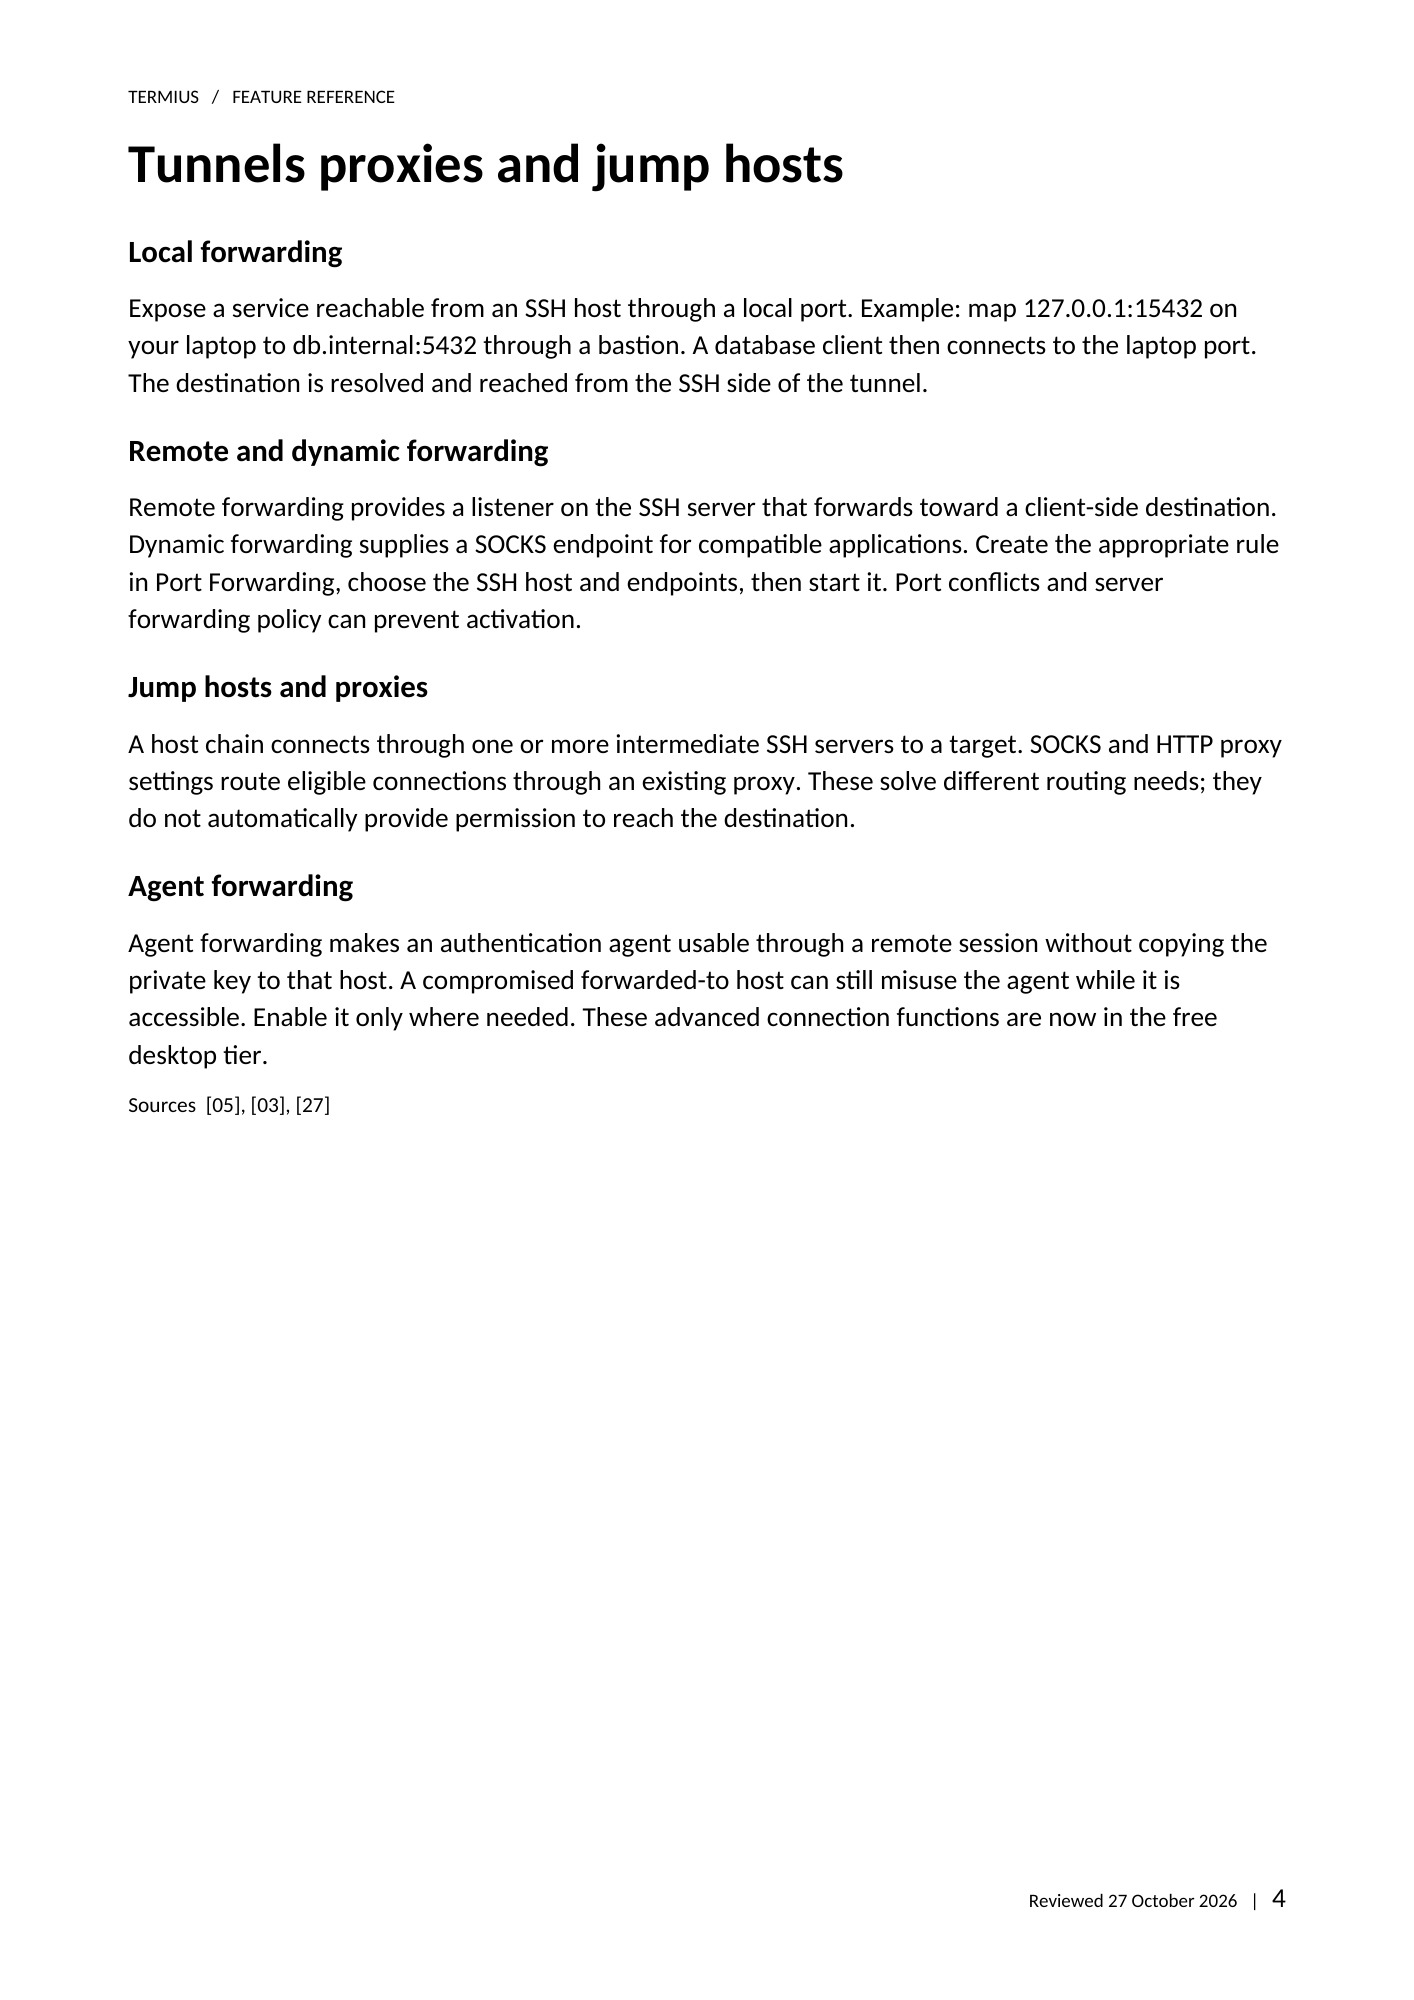 TERMIUS / FEATURE REFERENCE
Tunnels proxies and jump hosts
Local forwarding
Expose a service reachable from an SSH host through a local port. Example: map 127.0.0.1:15432 on
your laptop to db.internal:5432 through a bastion. A database client then connects to the laptop port.
The destination is resolved and reached from the SSH side of the tunnel.
Remote and dynamic forwarding
Remote forwarding provides a listener on the SSH server that forwards toward a client-side destination.
Dynamic forwarding supplies a SOCKS endpoint for compatible applications. Create the appropriate rule
in Port Forwarding, choose the SSH host and endpoints, then start it. Port conflicts and server
forwarding policy can prevent activation.
Jump hosts and proxies
A host chain connects through one or more intermediate SSH servers to a target. SOCKS and HTTP proxy
settings route eligible connections through an existing proxy. These solve different routing needs; they
do not automatically provide permission to reach the destination.
Agent forwarding
Agent forwarding makes an authentication agent usable through a remote session without copying the
private key to that host. A compromised forwarded-to host can still misuse the agent while it is
accessible. Enable it only where needed. These advanced connection functions are now in the free
desktop tier.
Sources [05], [03], [27]
Reviewed 27 October 2026 | 4